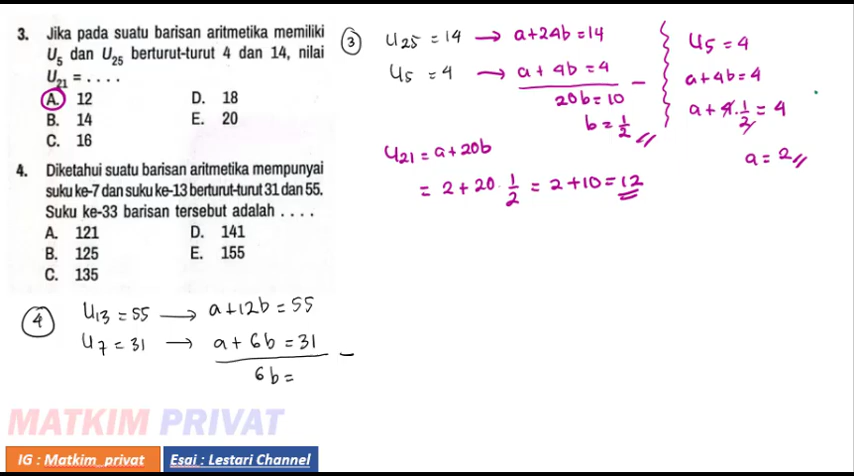 3. Jika pada suatu barisan aritmetika memiliki
U5 dan U25 berturut-turut 4 dan 14, nilai
U21 = . . . .
A. 12 D. 18
B. 14 E. 20
C. 16
4. Diketahui suatu barisan aritmetika mempunyai
suku ke-7 dan suku ke-13 berturut-turut 31 dan 55.
Suku ke-33 barisan tersebut adalah . . . .
A. 121 D. 141
B. 125 E. 155
C. 135
3 U25 = 14 → a+24b=14
U5 = 4 → a + 4b = 4 −
20b = 10
b = 1/2 //
U5 = 4
a+4b=4
a + 4 . 1/2 = 4
a = 2 //
U21 = a + 20b
= 2 + 20 . 1/2 = 2 + 10 = 12
4 U13 = 55 → a+12b = 55
U7 = 31 → a + 6b = 31 −
6b =
MATKIM PRIVAT
IG : Matkim_privat Esai : Lestari Channel